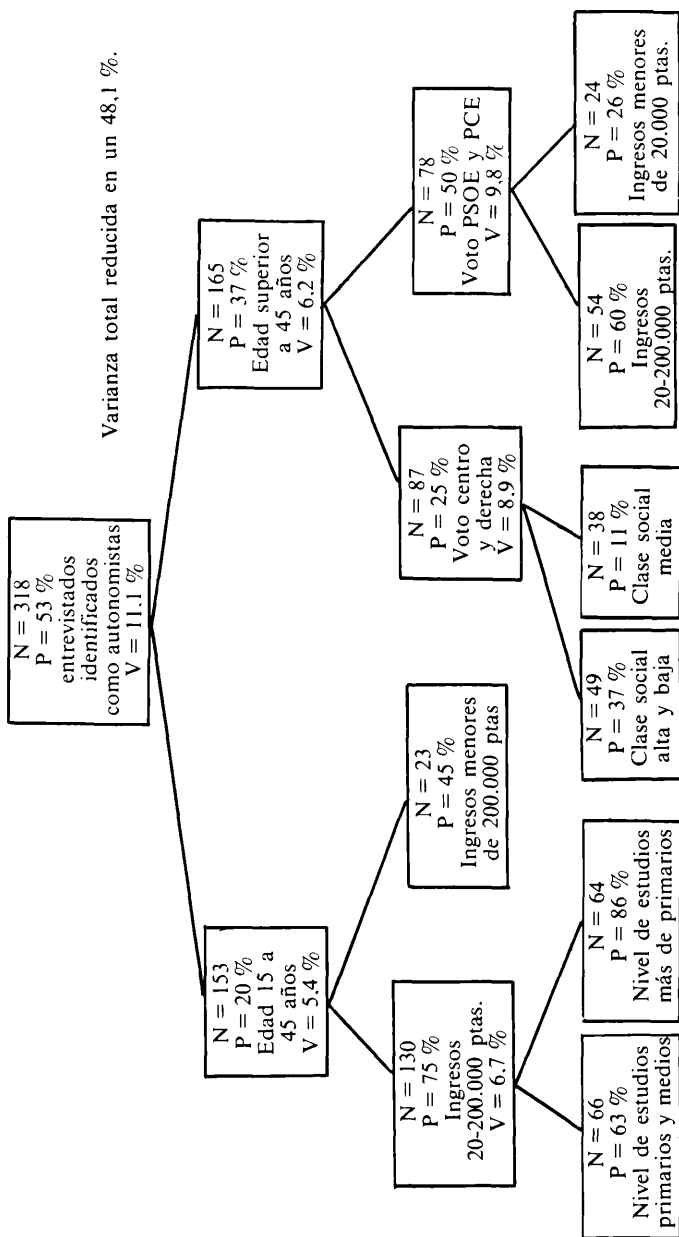 N = 318
P = 53 %
entrevistados
identificados
como autonomistas
V = 11.1 %
Varianza total reducida en un 48,1 %.
N = 153
P = 20 %
Edad 15 a
45 años
V = 5.4 %
N = 165
P = 37 %
Edad superior
a 45 años
V = 6.2 %
N = 130
P = 75 %
Ingresos
20-200.000 ptas.
V = 6.7 %
N = 23
P = 45 %
Ingresos menores
de 200.000 ptas
N = 87
P = 25 %
Voto centro
y derecha
V = 8.9 %
N = 78
P = 50 %
Voto PSOE y PCE
V = 9,8 %
N = 66
P = 63 %
Nivel de estudios
primarios y medios
N = 64
P = 86 %
Nivel de estudios
más de primarios
N = 49
P = 37 %
Clase social
alta y baja
N = 38
P = 11 %
Clase social
media
N = 54
P = 60 %
Ingresos
20-200.000 ptas.
N = 24
P = 26 %
Ingresos menores
de 20.000 ptas.